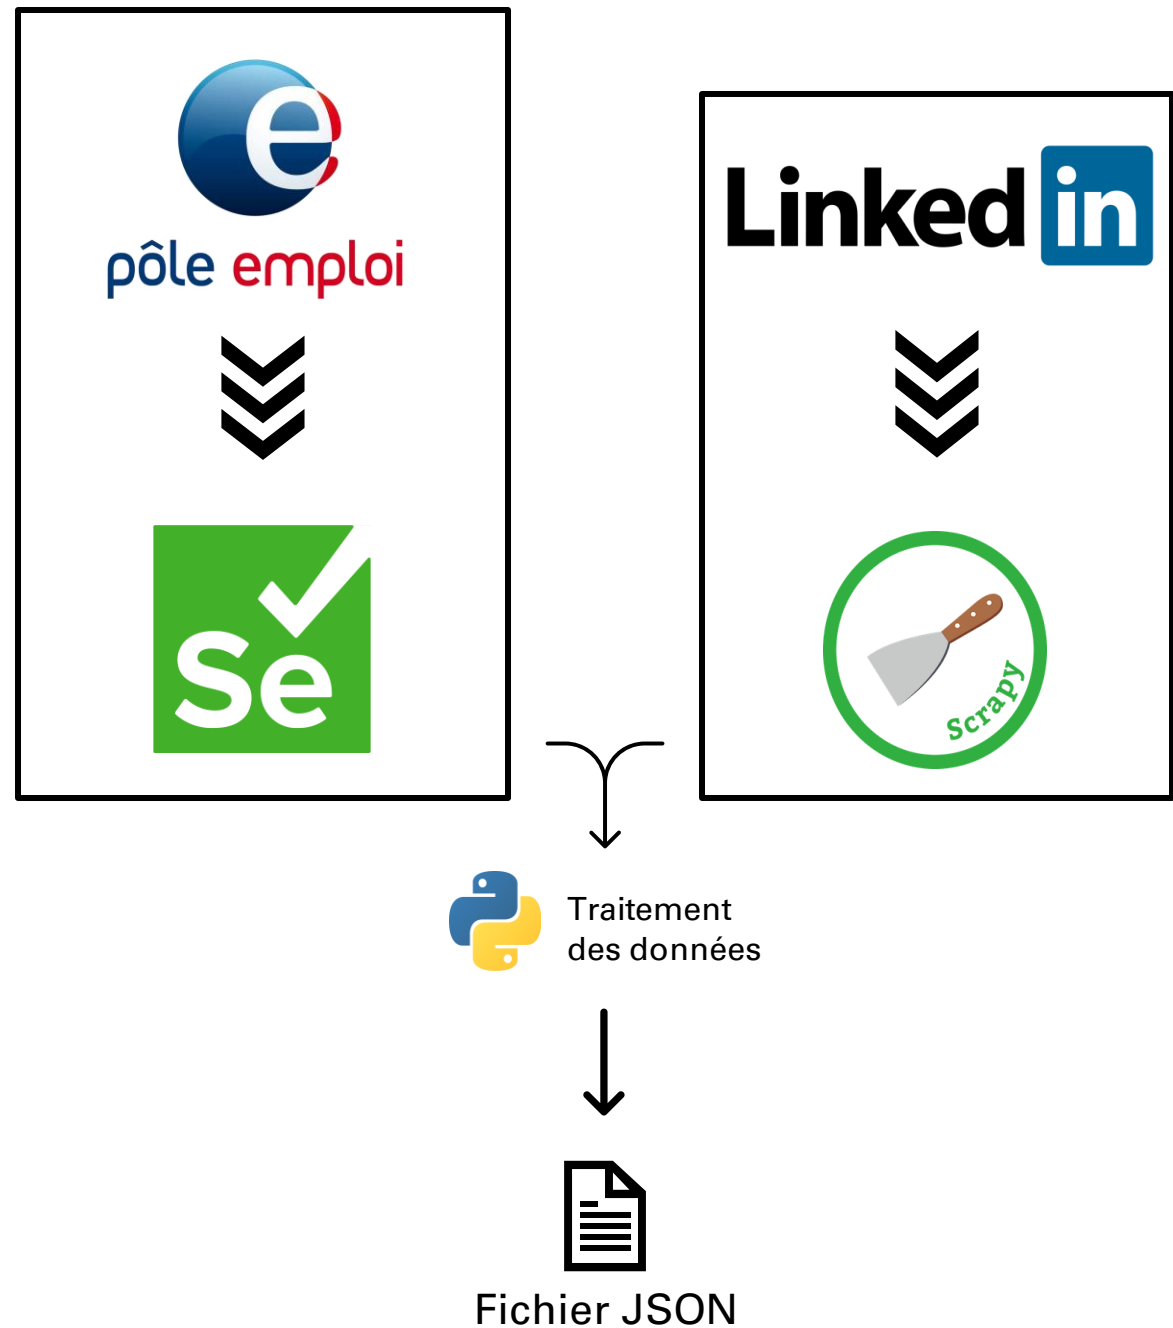 e
pôle emploi
Linked in
Se
Scrapy
Traitement
des données
Fichier JSON